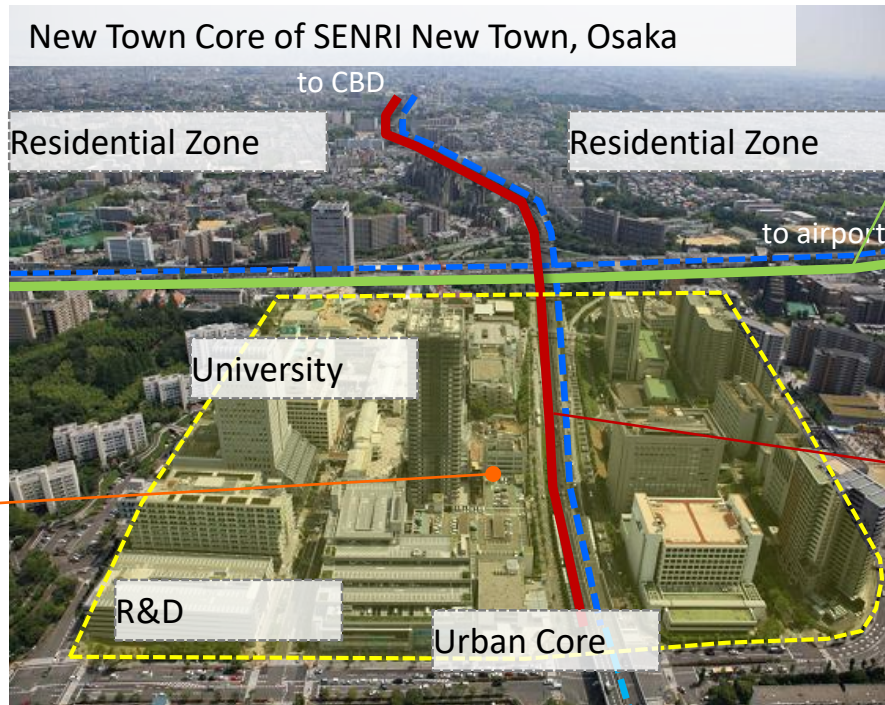 New Town Core of SENRI New Town, Osaka
to CBD
Residential Zone
Residential Zone
to airport
University
R&D
Urban Core